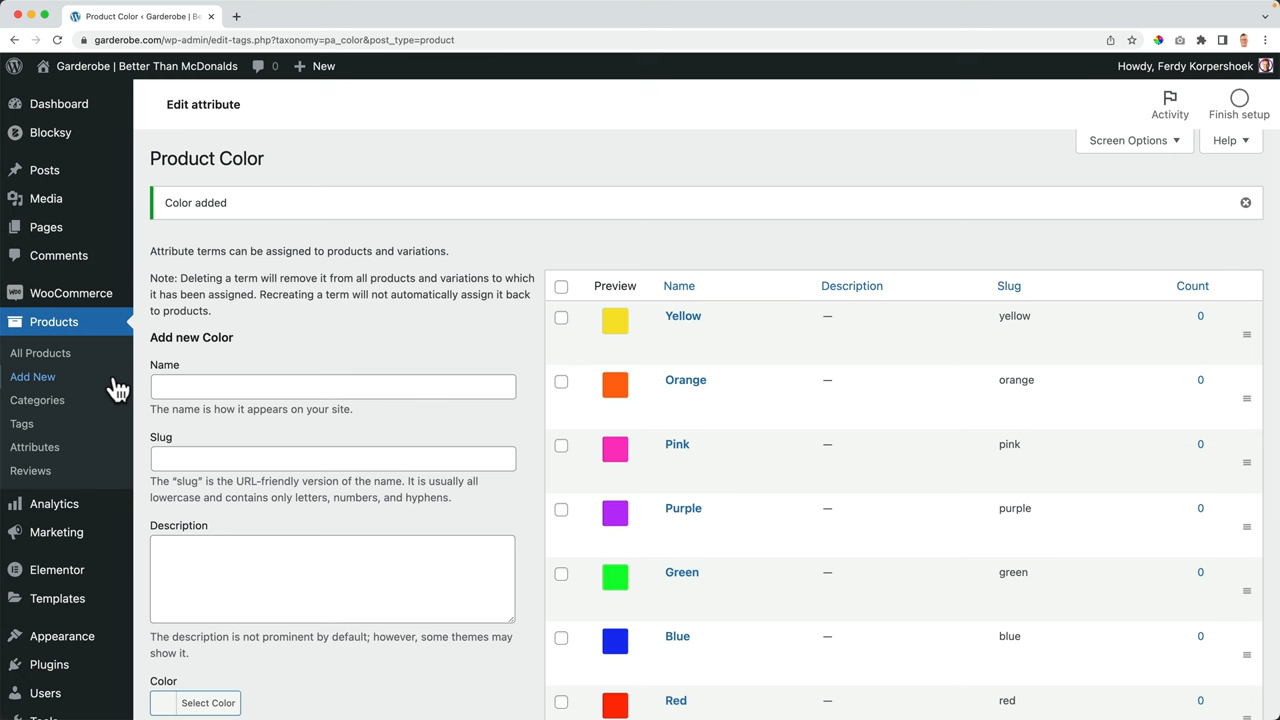 Product Color ‹ Garderobe | Be
garderobe.com/wp-admin/edit-tags.php?taxonomy=pa_color&post_type=product
Garderobe | Better Than McDonalds
0
New
Howdy, Ferdy Korpershoek
Dashboard
Blocksy
Posts
Media
Pages
Comments
WooCommerce
Products
All Products
Add New
Categories
Tags
Attributes
Reviews
Analytics
Marketing
Elementor
Templates
Appearance
Plugins
Users
Tools
Edit attribute
Activity
Finish setup
Screen Options
Help
Product Color
Color added
Attribute terms can be assigned to products and variations.
Note: Deleting a term will remove it from all products and variations to which
it has been assigned. Recreating a term will not automatically assign it back
to products.
Add new Color
Name
The name is how it appears on your site.
Slug
The “slug” is the URL-friendly version of the name. It is usually all
lowercase and contains only letters, numbers, and hyphens.
Description
The description is not prominent by default; however, some themes may
show it.
Color
Select Color
Preview Name Description Slug Count
Yellow — yellow 0
Orange — orange 0
Pink — pink 0
Purple — purple 0
Green — green 0
Blue — blue 0
Red — red 0